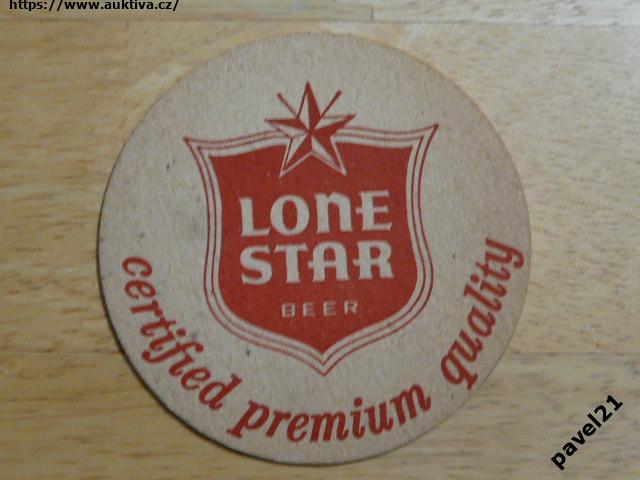 https://www.auktiva.cz/
LONE
STAR
BEER
certified premium quality
pavel21